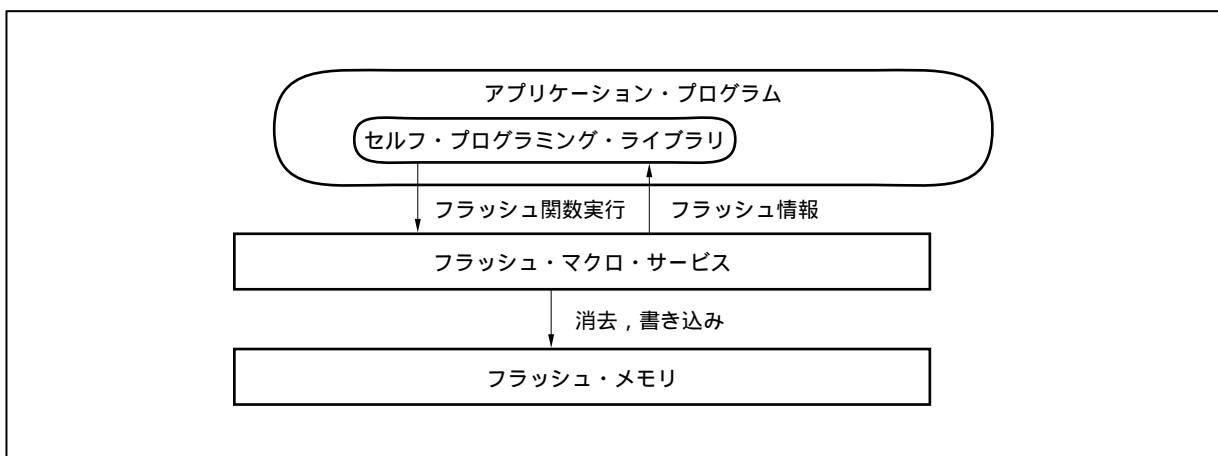 アプリケーション・プログラム
セルフ・プログラミング・ライブラリ
フラッシュ関数実行
フラッシュ情報
フラッシュ・マクロ・サービス
消去，書き込み
フラッシュ・メモリ